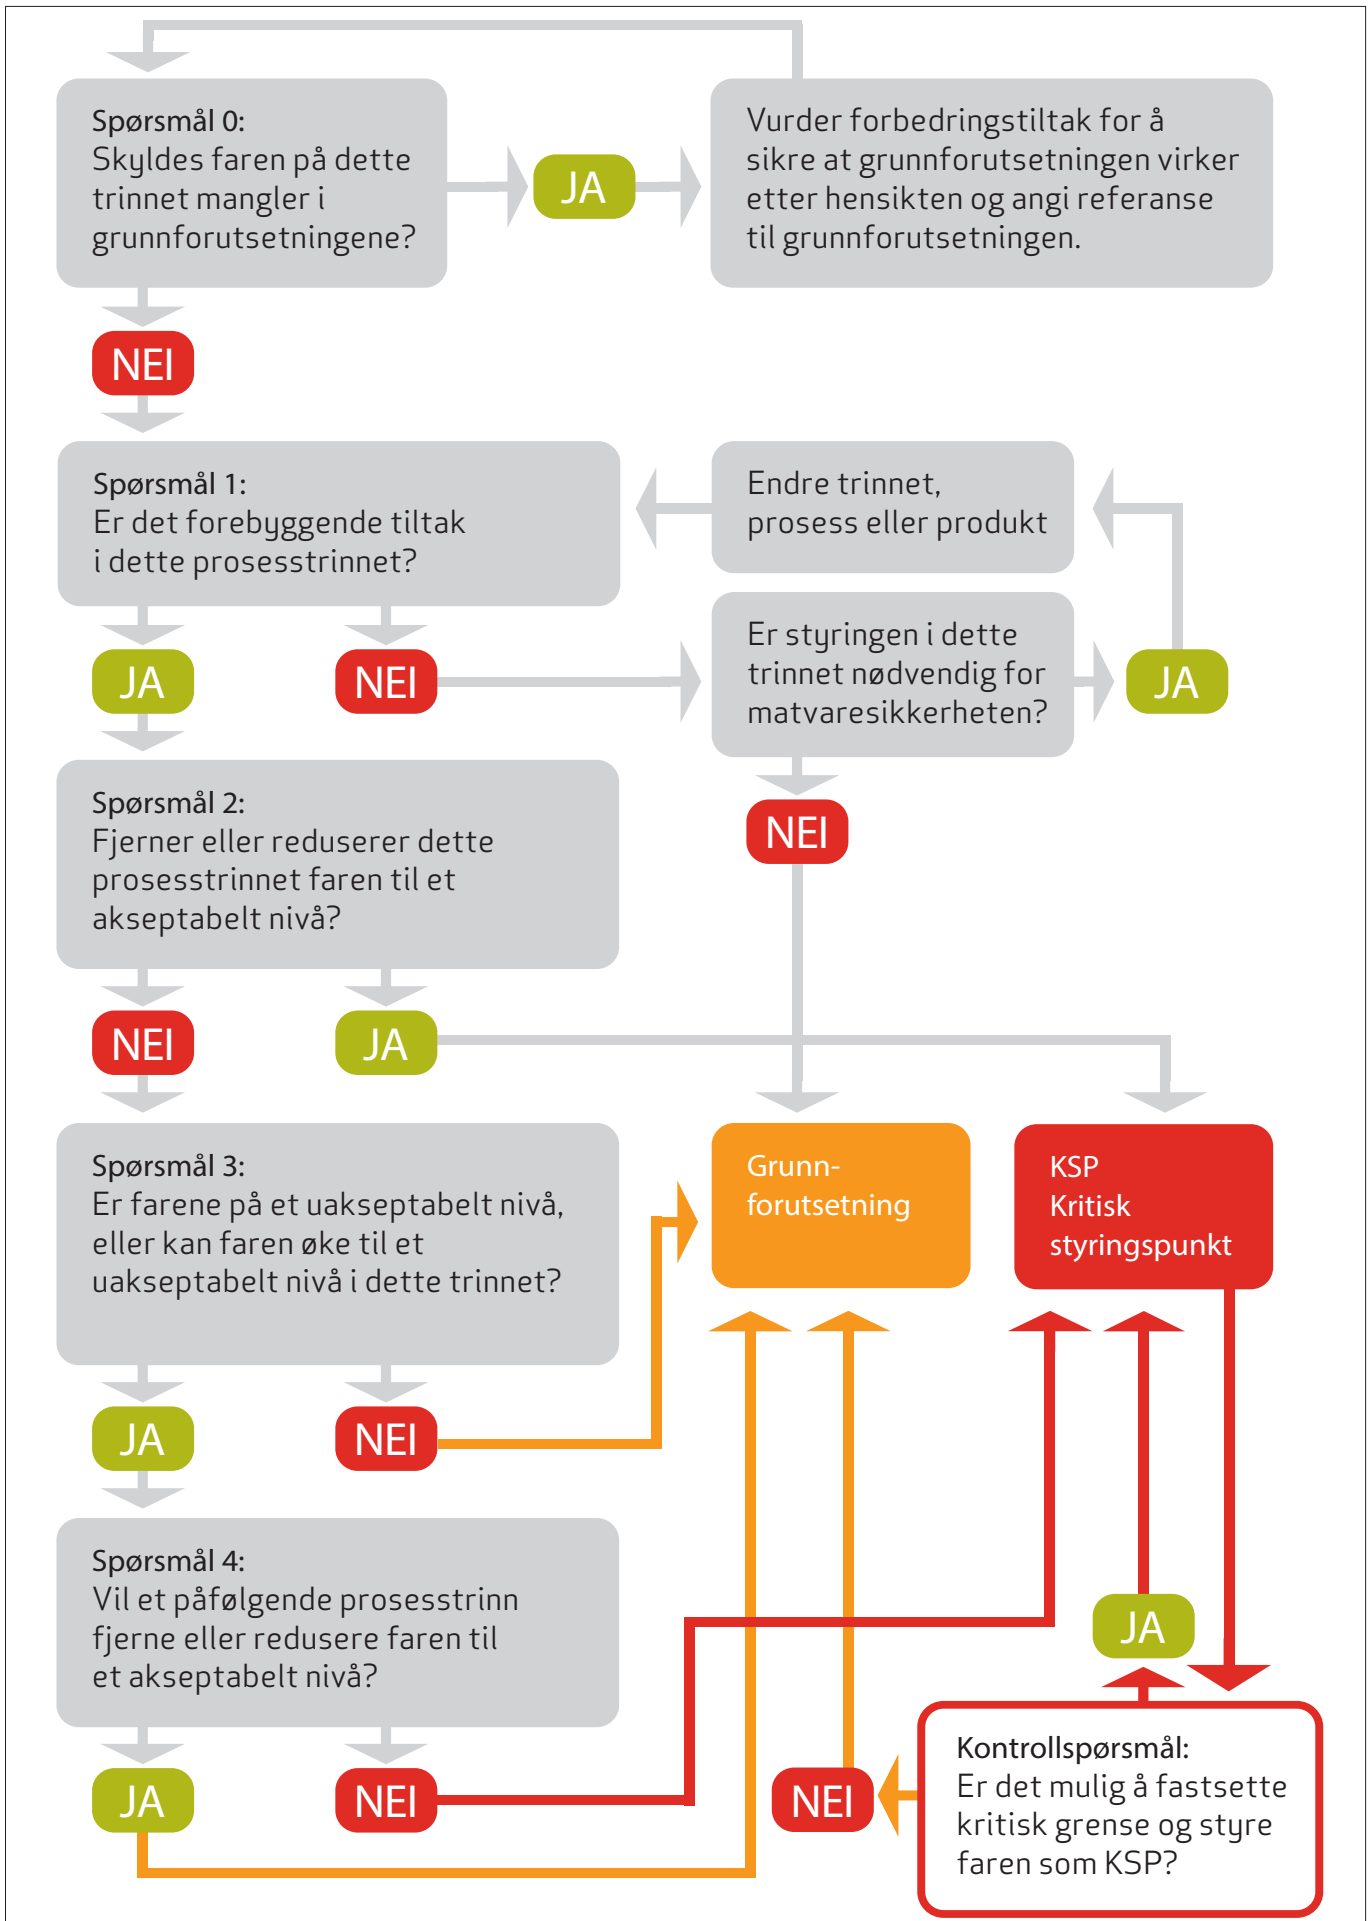 Spørsmål 0:
Skyldes faren på dette
trinnet mangler i
grunnforutsetningene?
JA
Vurder forbedringstiltak for å
sikre at grunnforutsetningen virker
etter hensikten og angi referanse
til grunnforutsetningen.
NEI
Spørsmål 1:
Er det forebyggende tiltak
i dette prosesstrinnet?
Endre trinnet,
prosess eller produkt
JA
NEI
Er styringen i dette
trinnet nødvendig for
matvaresikkerheten?
JA
NEI
Spørsmål 2:
Fjerner eller reduserer dette
prosesstrinnet faren til et
akseptabelt nivå?
NEI
JA
Spørsmål 3:
Er farene på et uakseptabelt nivå,
eller kan faren øke til et
uakseptabelt nivå i dette trinnet?
Grunn-
forutsetning
KSP
Kritisk
styringspunkt
JA
NEI
Spørsmål 4:
Vil et påfølgende prosesstrinn
fjerne eller redusere faren til
et akseptabelt nivå?
JA
JA
NEI
NEI
Kontrollspørsmål:
Er det mulig å fastsette
kritisk grense og styre
faren som KSP?